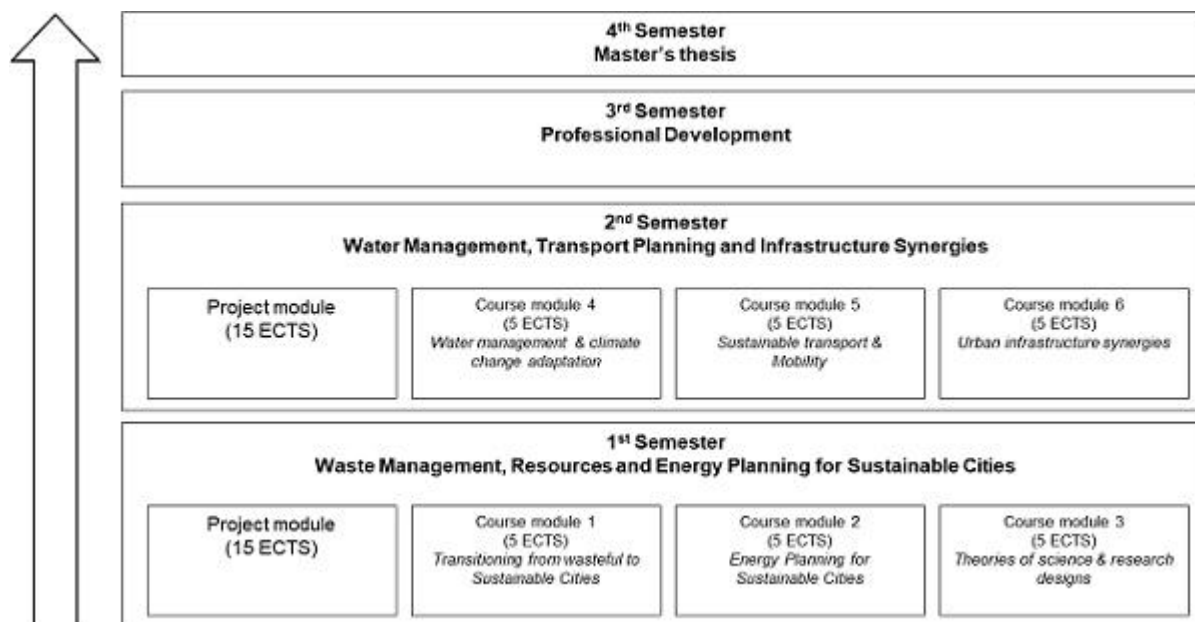 4th Semester
Master's thesis
3rd Semester
Professional Development
2nd Semester
Water Management, Transport Planning and Infrastructure Synergies
Project module
(15 ECTS)
Course module 4
(5 ECTS)
Water management & climate
change adaptation
Course module 5
(5 ECTS)
Sustainable transport &
Mobility
Course module 6
(5 ECTS)
Urban infrastructure synergies
1st Semester
Waste Management, Resources and Energy Planning for Sustainable Cities
Project module
(15 ECTS)
Course module 1
(5 ECTS)
Transitioning from wasteful to
Sustainable Cities
Course module 2
(5 ECTS)
Energy Planning for
Sustainable Cities
Course module 3
(5 ECTS)
Theories of science & research
designs